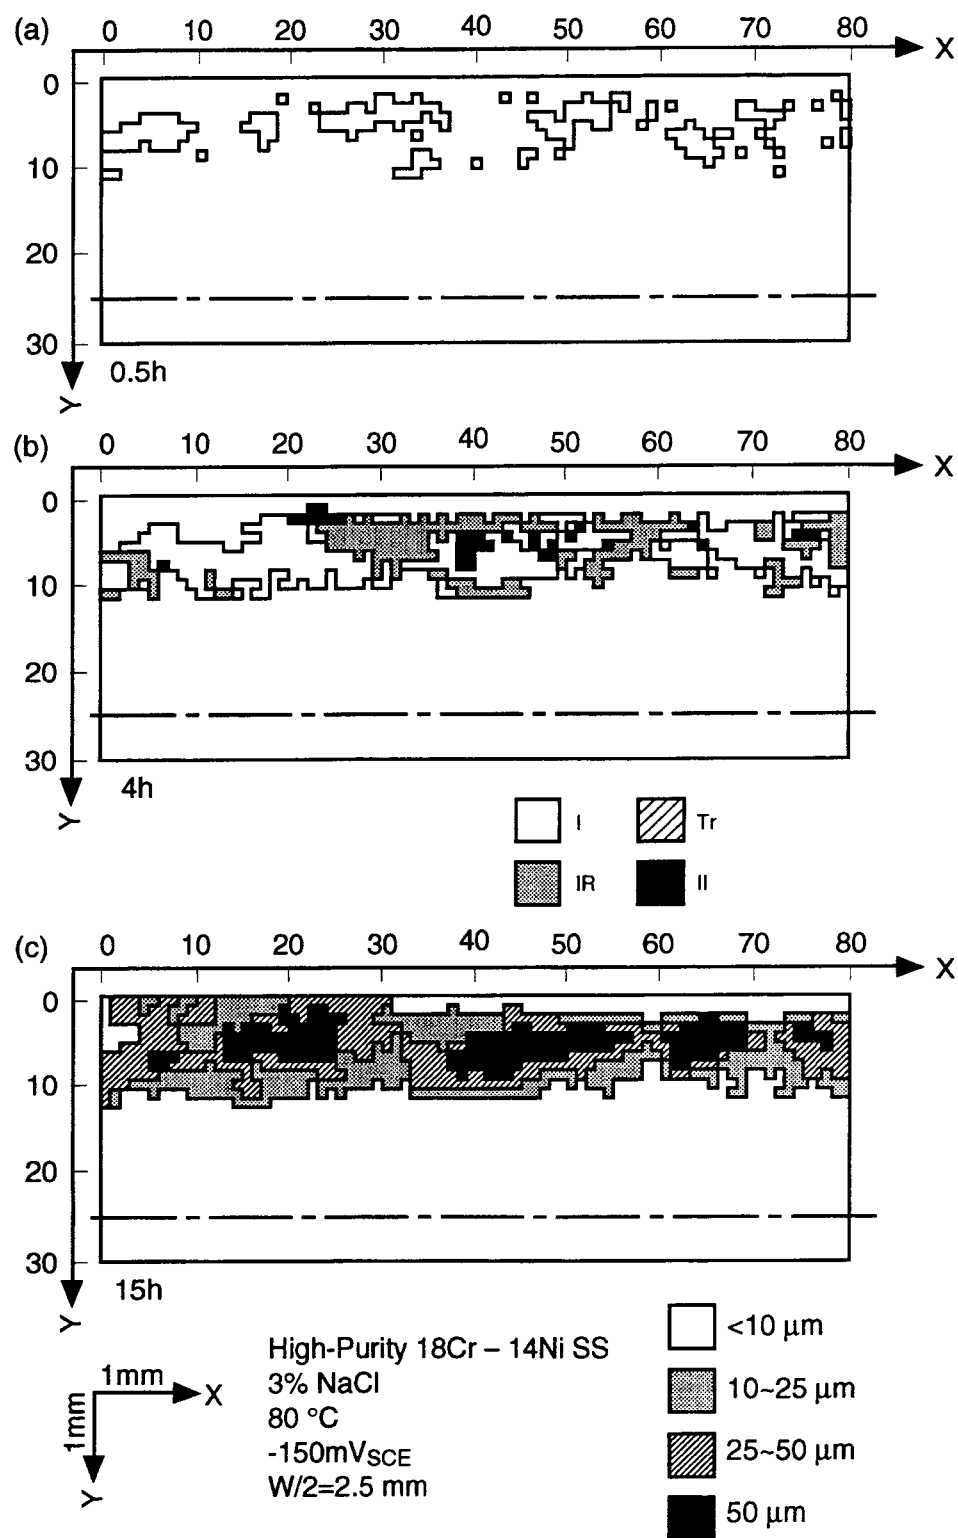 (a)
0 10 20 30 40 50 60 70 80
X
0
10
20
30
0.5h
Y
(b)
0 10 20 30 40 50 60 70 80
X
0
10
20
30
4h
Y
I
Tr
IR
II
(c)
0 10 20 30 40 50 60 70 80
X
0
10
20
30
15h
Y
1mm
X
1mm
Y
High-Purity 18Cr – 14Ni SS
3% NaCl
80 °C
-150mVSCE
W/2=2.5 mm
<10 μm
10~25 μm
25~50 μm
50 μm